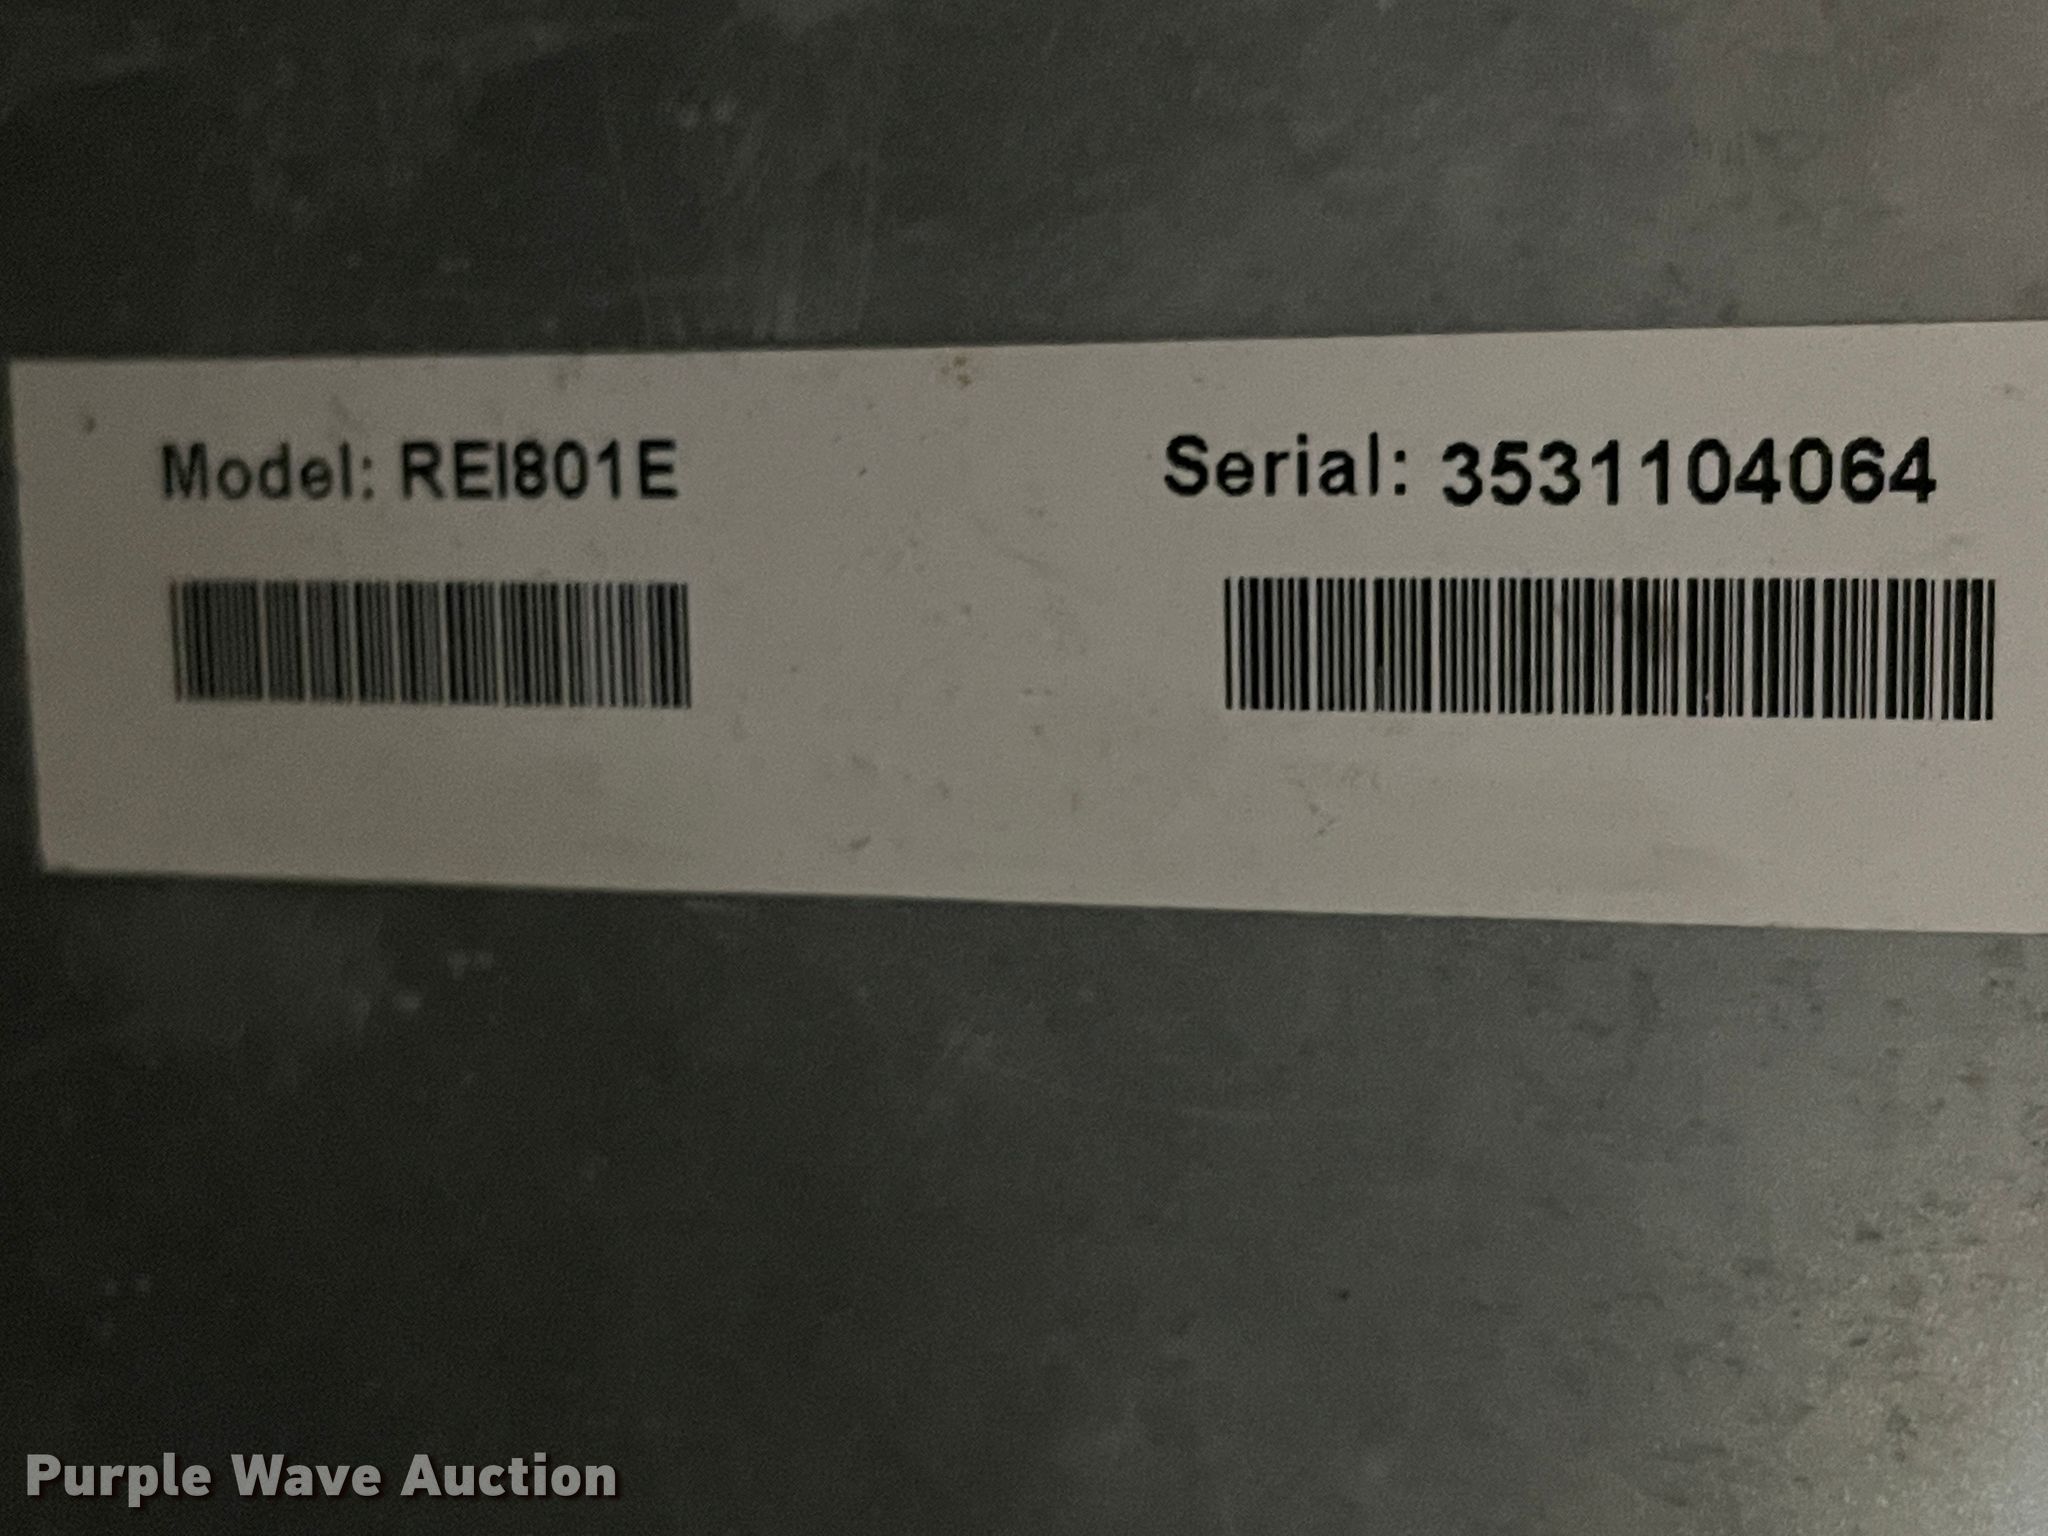 Model: REI801E
Serial: 3531104064
Purple Wave Auction